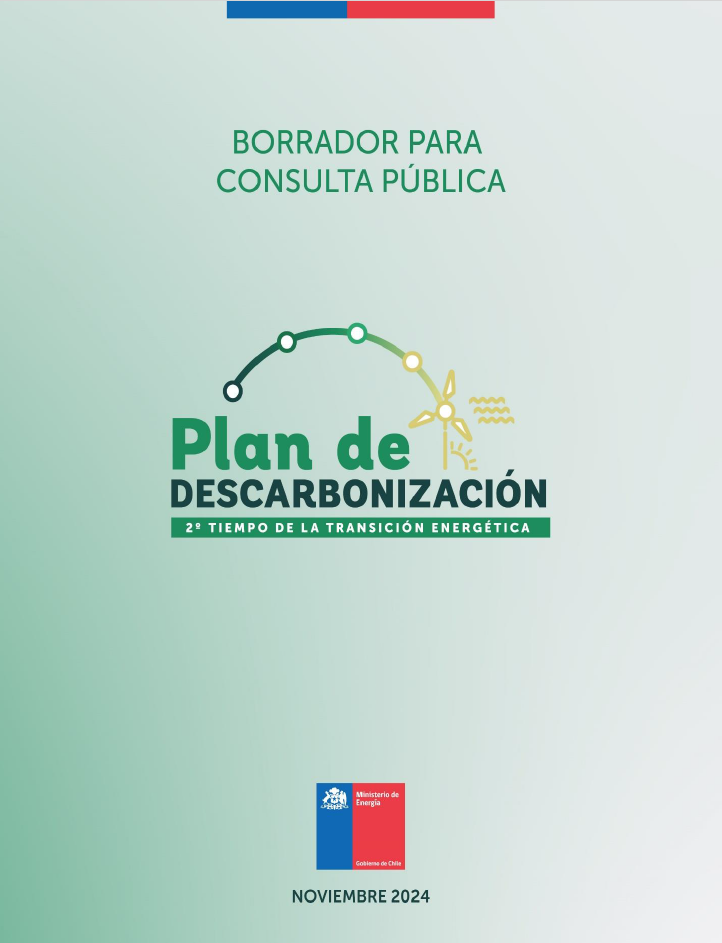 BORRADOR PARA
CONSULTA PÚBLICA
Plan de
DESCARBONIZACIÓN
2º TIEMPO DE LA TRANSICIÓN ENERGÉTICA
Ministerio de
Energía
Gobierno de Chile
NOVIEMBRE 2024